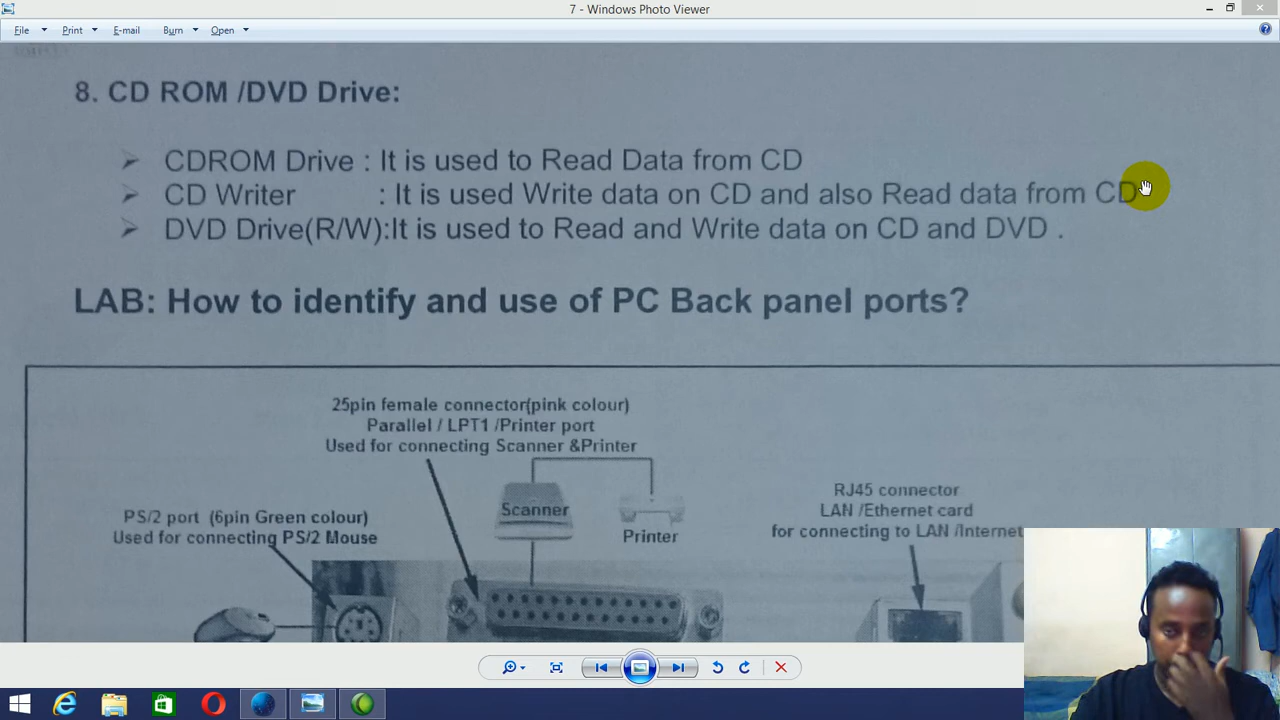 7 - Windows Photo Viewer
File Print E-mail Burn Open
8. CD ROM /DVD Drive:
➢ CDROM Drive : It is used to Read Data from CD
➢ CD Writer : It is used Write data on CD and also Read data from CD
➢ DVD Drive(R/W):It is used to Read and Write data on CD and DVD .
LAB: How to identify and use of PC Back panel ports?
25pin female connector(pink colour)
Parallel / LPT1 /Printer port
Used for connecting Scanner &Printer
Scanner
Printer
RJ45 connector
LAN /Ethernet card
for connecting to LAN /Internet
PS/2 port (6pin Green colour)
Used for connecting PS/2 Mouse